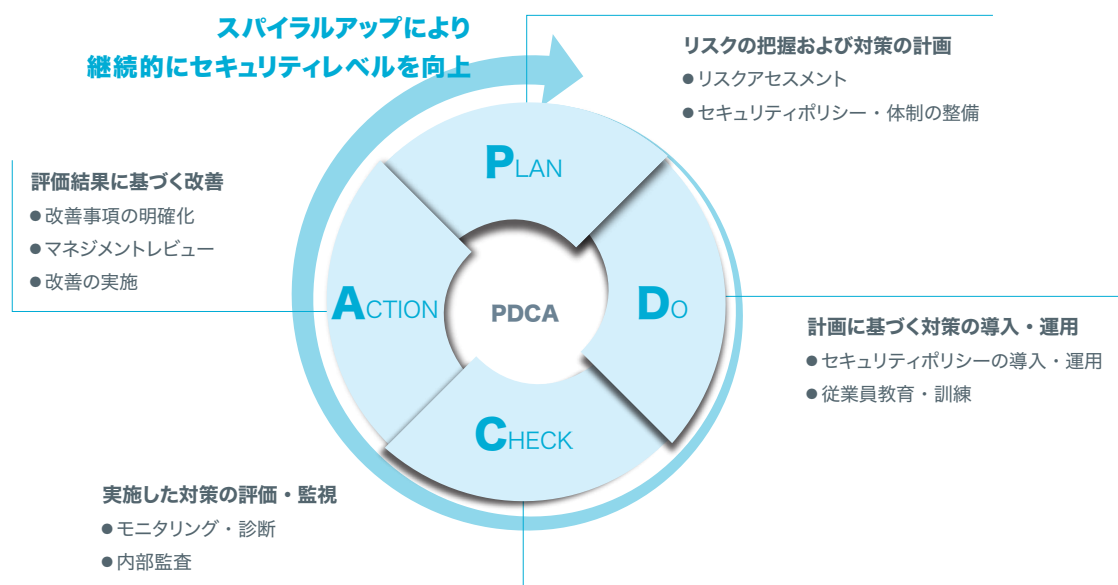 スパイラルアップにより
継続的にセキュリティレベルを向上
リスクの把握および対策の計画
●リスクアセスメント
●セキュリティポリシー・体制の整備
PLAN
評価結果に基づく改善
●改善事項の明確化
●マネジメントレビュー
●改善の実施
ACTION
PDCA
DO
計画に基づく対策の導入・運用
●セキュリティポリシーの導入・運用
●従業員教育・訓練
CHECK
実施した対策の評価・監視
●モニタリング・診断
●内部監査